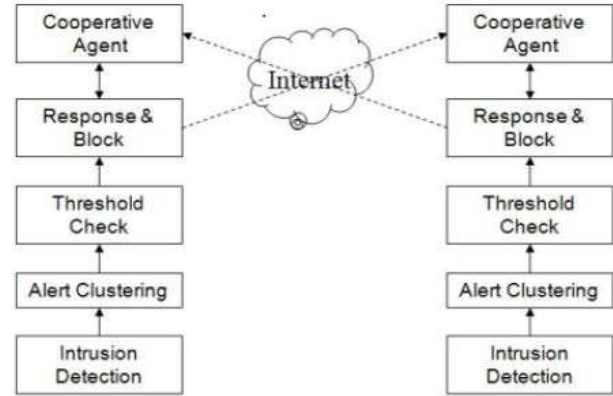 Cooperative
Agent
Response &
Block
Threshold
Check
Alert Clustering
Intrusion
Detection
Internet
Cooperative
Agent
Response &
Block
Threshold
Check
Alert Clustering
Intrusion
Detection